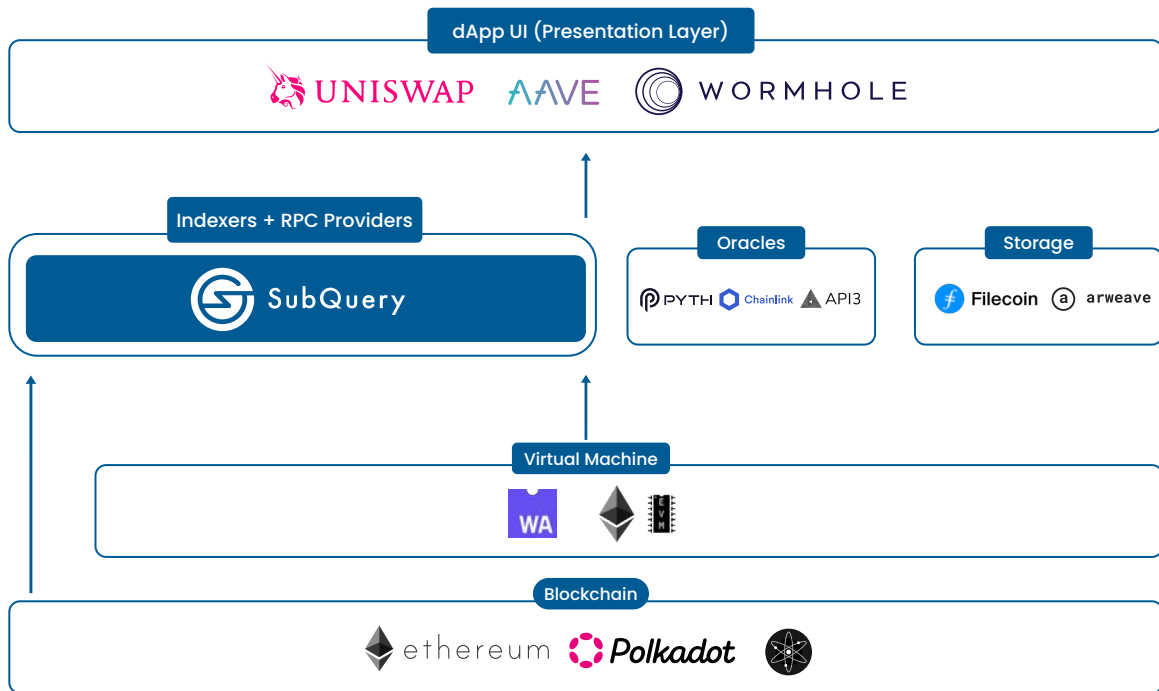 dApp UI (Presentation Layer)
UNISWAP AAVE WORMHOLE
Indexers + RPC Providers
SubQuery
Oracles
PYTH Chainlink API3
Storage
Filecoin a arweave
Virtual Machine
WA EVM
Blockchain
ethereum Polkadot